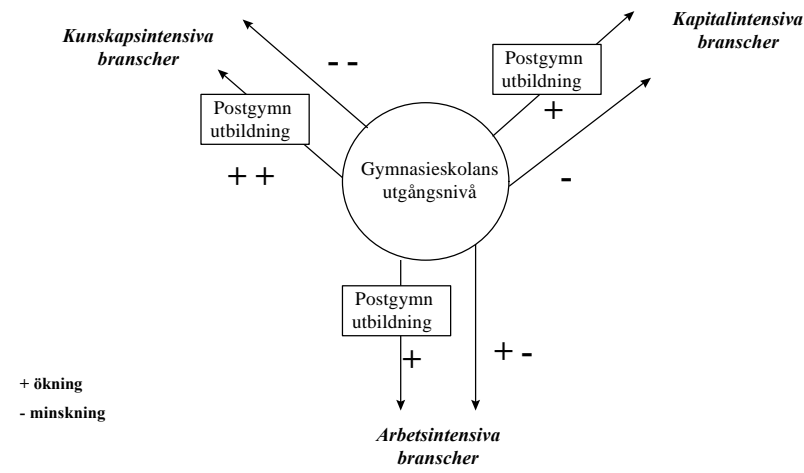 Kunskapsintensiva
branscher
Kapitalintensiva
branscher
- -
Postgymn
utbildning
+
Postgymn
utbildning
+ +
Gymnasieskolans
utgångsnivå
-
Postgymn
utbildning
+
+ -
+ ökning
- minskning
Arbetsintensiva
branscher